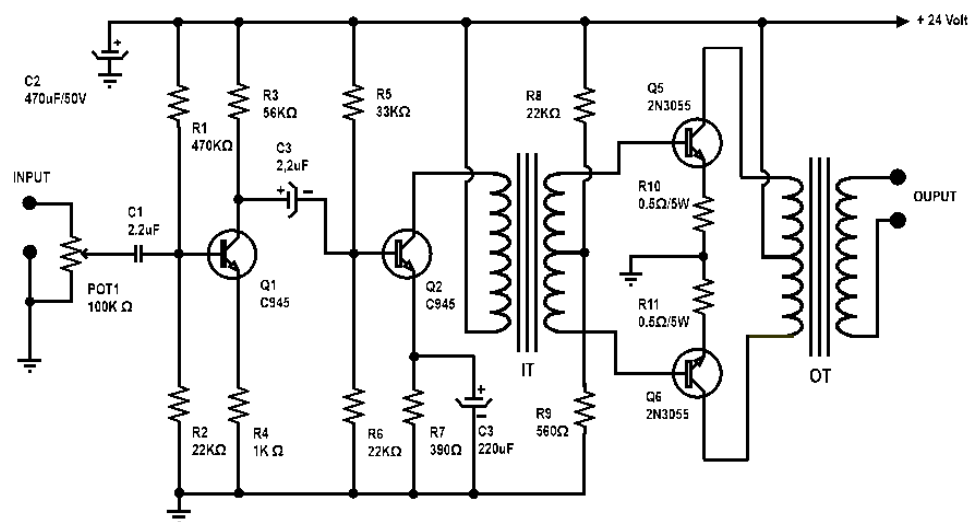 + 24 Volt
C2
470uF/50V
R1
470KΩ
R3
56KΩ
C3
2,2uF
R5
33KΩ
R8
22KΩ
Q5
2N3055
INPUT
C1
2.2uF
POT1
100K Ω
Q1
C945
Q2
C945
R10
0.5Ω/5W
R11
0.5Ω/5W
OUPUT
IT
OT
Q6
2N3055
R2
22KΩ
R4
1K Ω
R6
22KΩ
R7
390Ω
C3
220uF
R9
560Ω